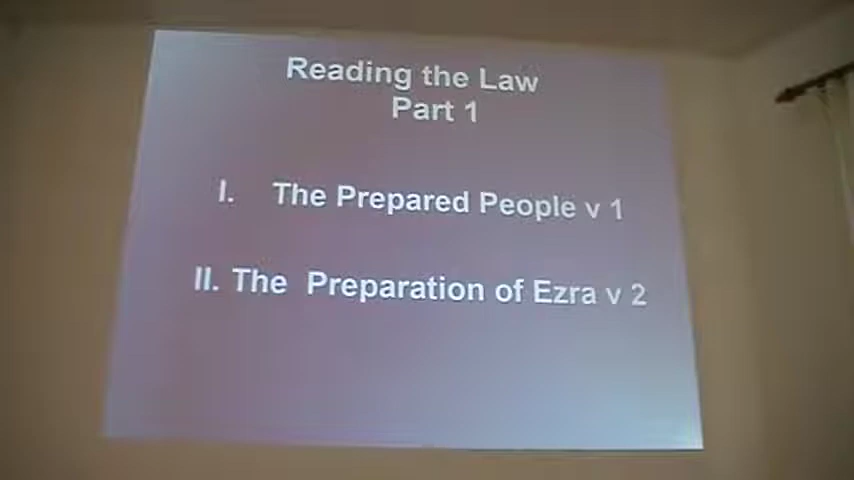 Reading the Law
Part 1
I. The Prepared People v 1
II. The Preparation of Ezra v 2